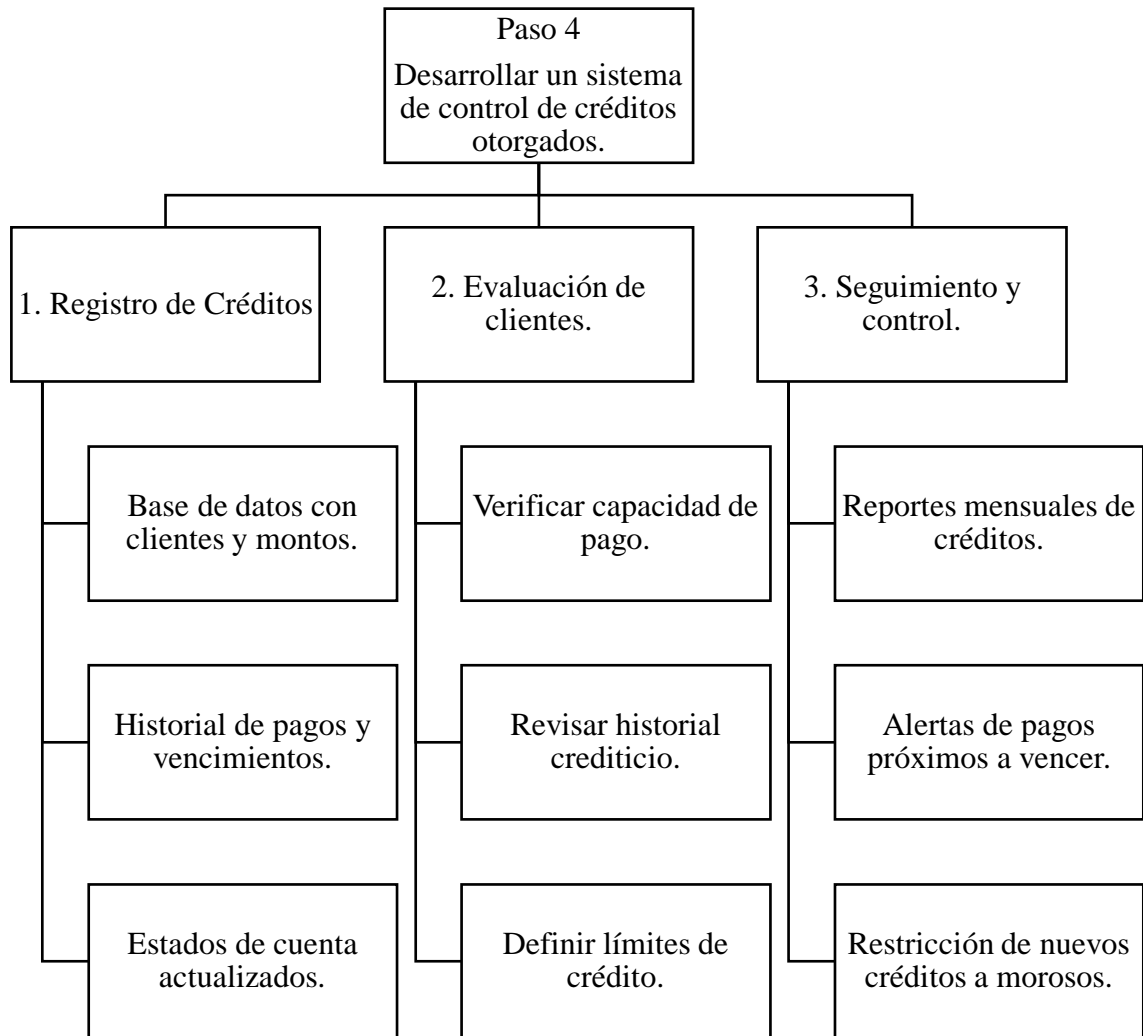 Paso 4
Desarrollar un sistema
de control de créditos
otorgados.
1. Registro de Créditos
2. Evaluación de
clientes.
3. Seguimiento y
control.
Base de datos con
clientes y montos.
Verificar capacidad de
pago.
Reportes mensuales de
créditos.
Historial de pagos y
vencimientos.
Revisar historial
crediticio.
Alertas de pagos
próximos a vencer.
Estados de cuenta
actualizados.
Definir límites de
crédito.
Restricción de nuevos
créditos a morosos.